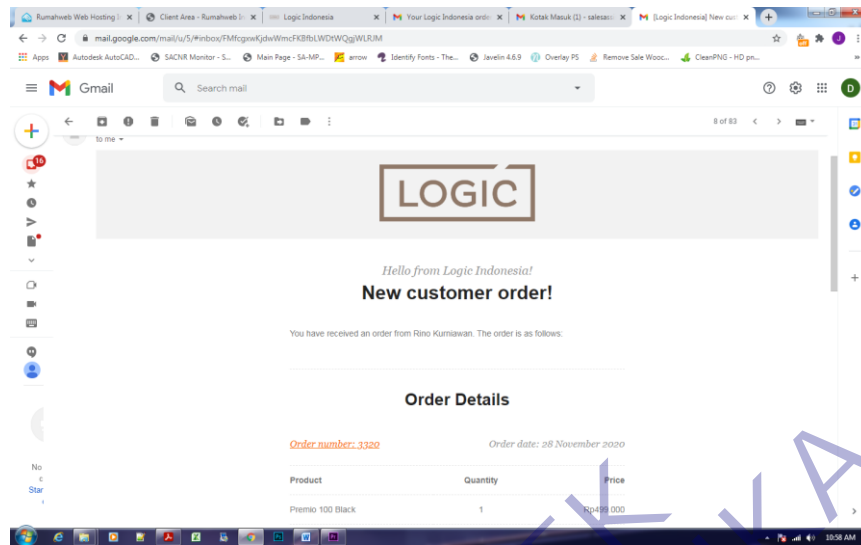 Rumahweb Web Hosting I
Client Area - Rumahweb In
Logic Indonesia
Your Logic Indonesia orde
Kotak Masuk (1) - salesasco
[Logic Indonesia] New cust
mail.google.com/mail/u/5/#inbox/FMfcgxwKjdwWmcFKBfbLWDtWQgjWLRJM
Apps
Autodesk AutoCAD...
SACNR Monitor - S...
Main Page - SA-MP...
arrow
Identify Fonts - The...
Javelin 4.6.9
Overlay PS
Remove Sale Wooc...
CleanPNG - HD pn...
Gmail
Search mail
D
8 of 83
to me
16
LOGIC
Hello from Logic Indonesia!
New customer order!
You have received an order from Rino Kurniawan. The order is as follows:
Order Details
Order number: 3320
Order date: 28 November 2020
Product Quantity Price
Premio 100 Black 1 Rp499.000
No
c
Star
10:58 AM